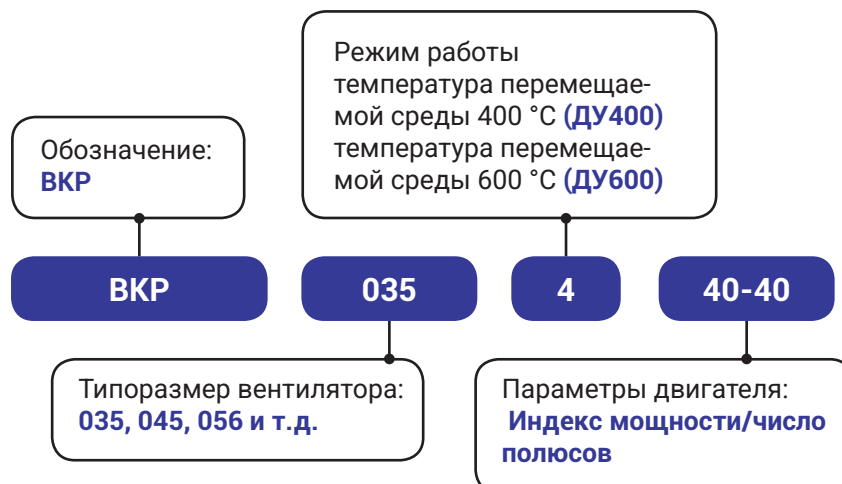 Режим работы
температура перемещае-
мой среды 400 °С (ДУ400)
температура перемещае-
мой среды 600 °С (ДУ600)
Обозначение:
ВКР
ВКР 035 4 40-40
Типоразмер вентилятора:
035, 045, 056 и т.д.
Параметры двигателя:
Индекс мощности/число
полюсов